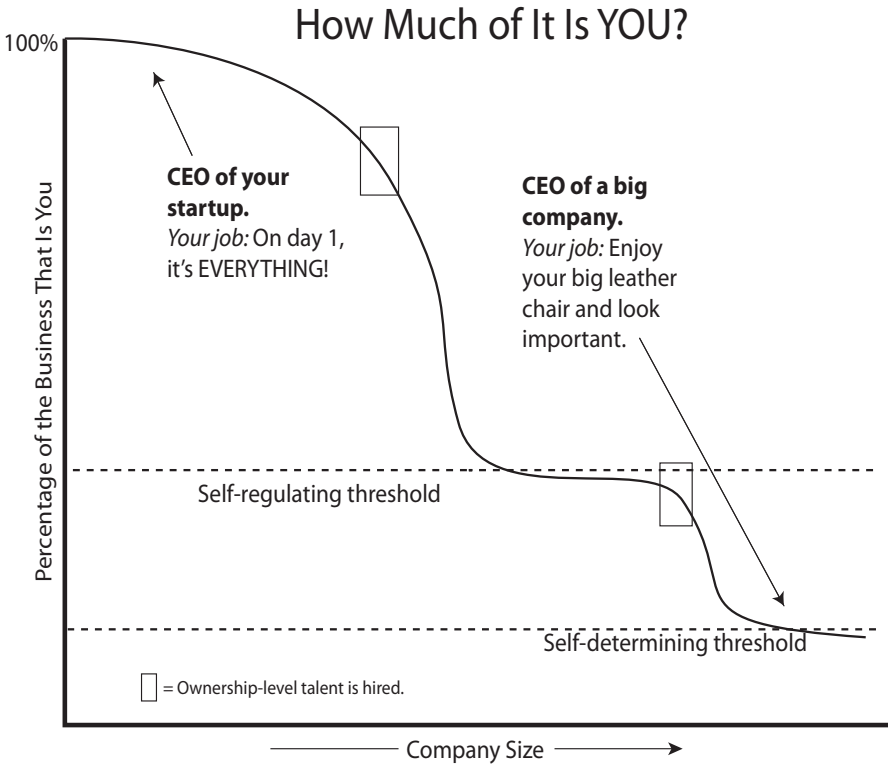 How Much of It Is YOU?
100%
Percentage of the Business That Is You
CEO of your
startup.
Your job: On day 1,
it's EVERYTHING!
CEO of a big
company.
Your job: Enjoy
your big leather
chair and look
important.
Self-regulating threshold
Self-determining threshold
= Ownership-level talent is hired.
Company Size